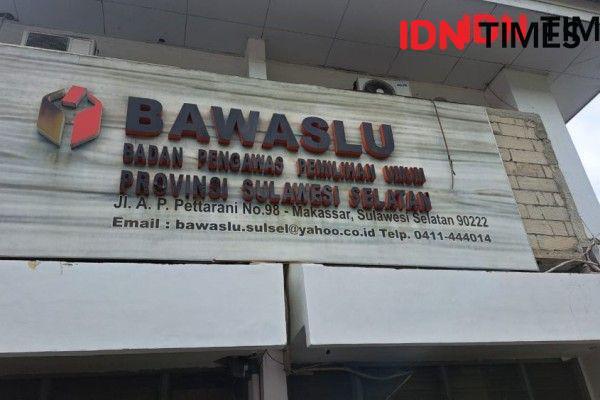 IDN TIMES
BAWASLU
BADAN PENGAWAS PEMILIHAN UMUM
PROVINSI SULAWESI SELATAN
Jl. A. P. Pettarani No.98 - Makassar, Sulawesi Selatan 90222
Email : bawaslu.sulsel@yahoo.co.id Telp. 0411-444014